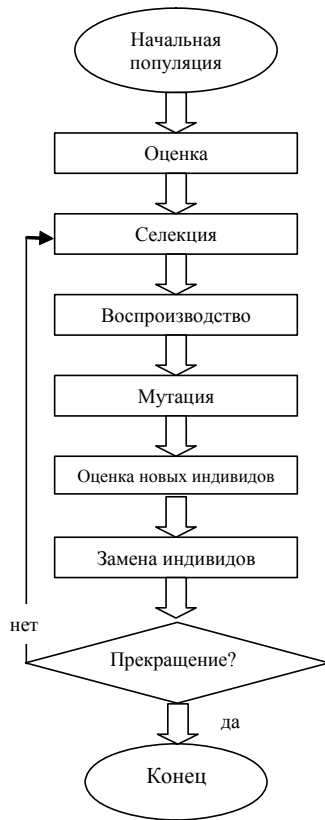 Начальная
популяция
Оценка
Селекция
Воспроизводство
Мутация
Оценка новых индивидов
Замена индивидов
нет
Прекращение?
да
Конец